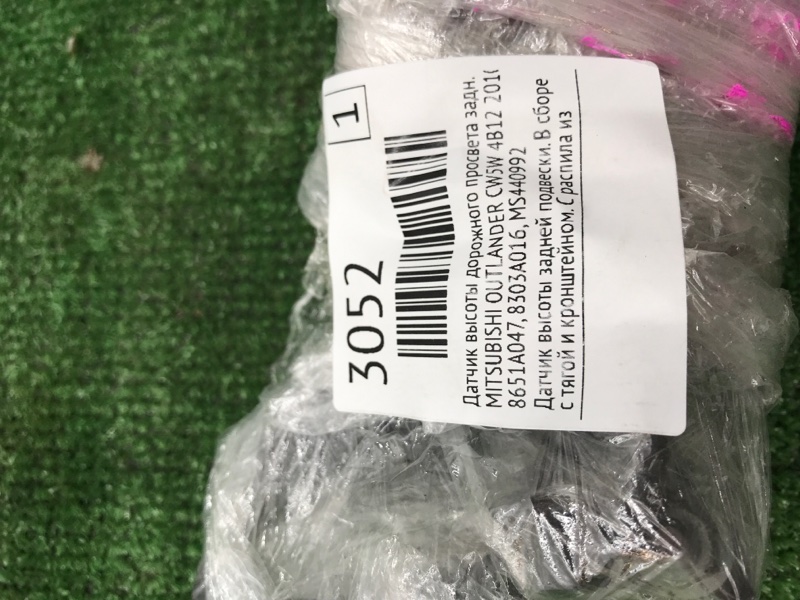 1
3052
Датчик высоты дорожного просвета задн.
MITSUBISHI OUTLANDER CW5W 4B12 201(
8651A047, 8303A016, MS440992
Датчик высоты задней подвески. В сборе
с тягой и кронштейном. С распила из